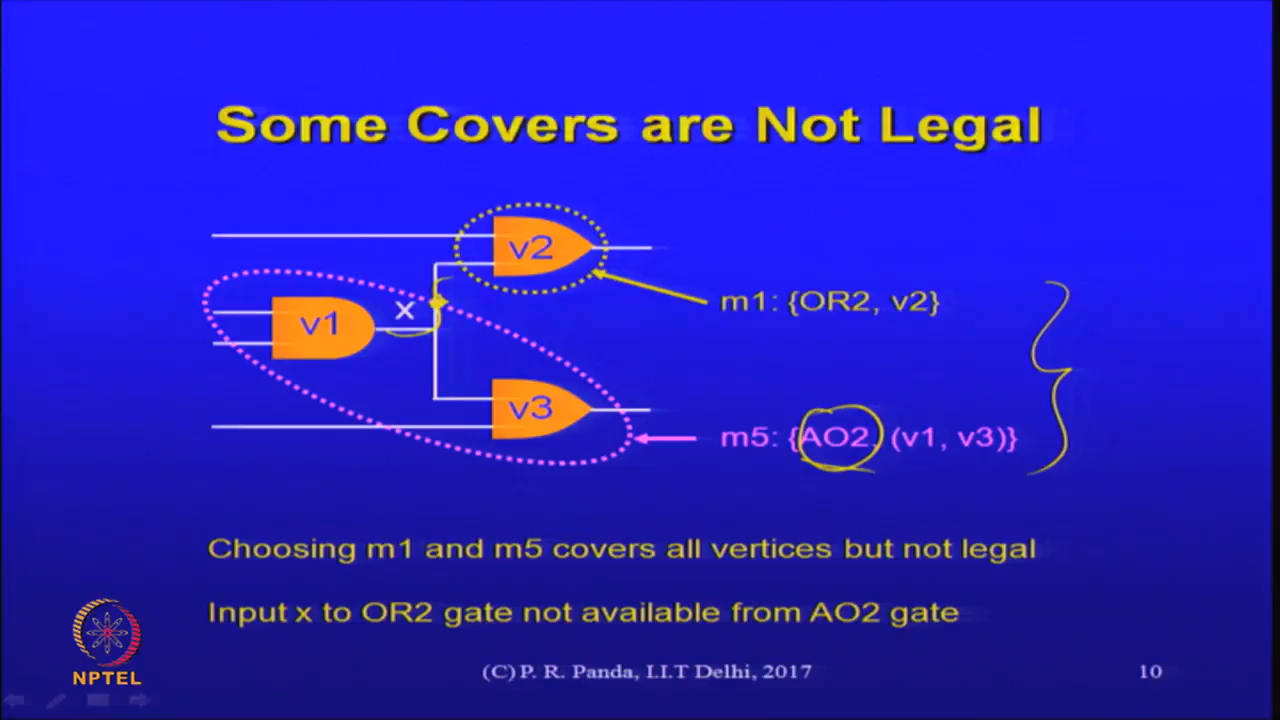 Some Covers are Not Legal
v2
v1
x
m1: {OR2, v2}
v3
m5: {AO2, (v1, v3)}
Choosing m1 and m5 covers all vertices but not legal
Input x to OR2 gate not available from AO2 gate
NPTEL
(C) P. R. Panda, I.I.T Delhi, 2017
10